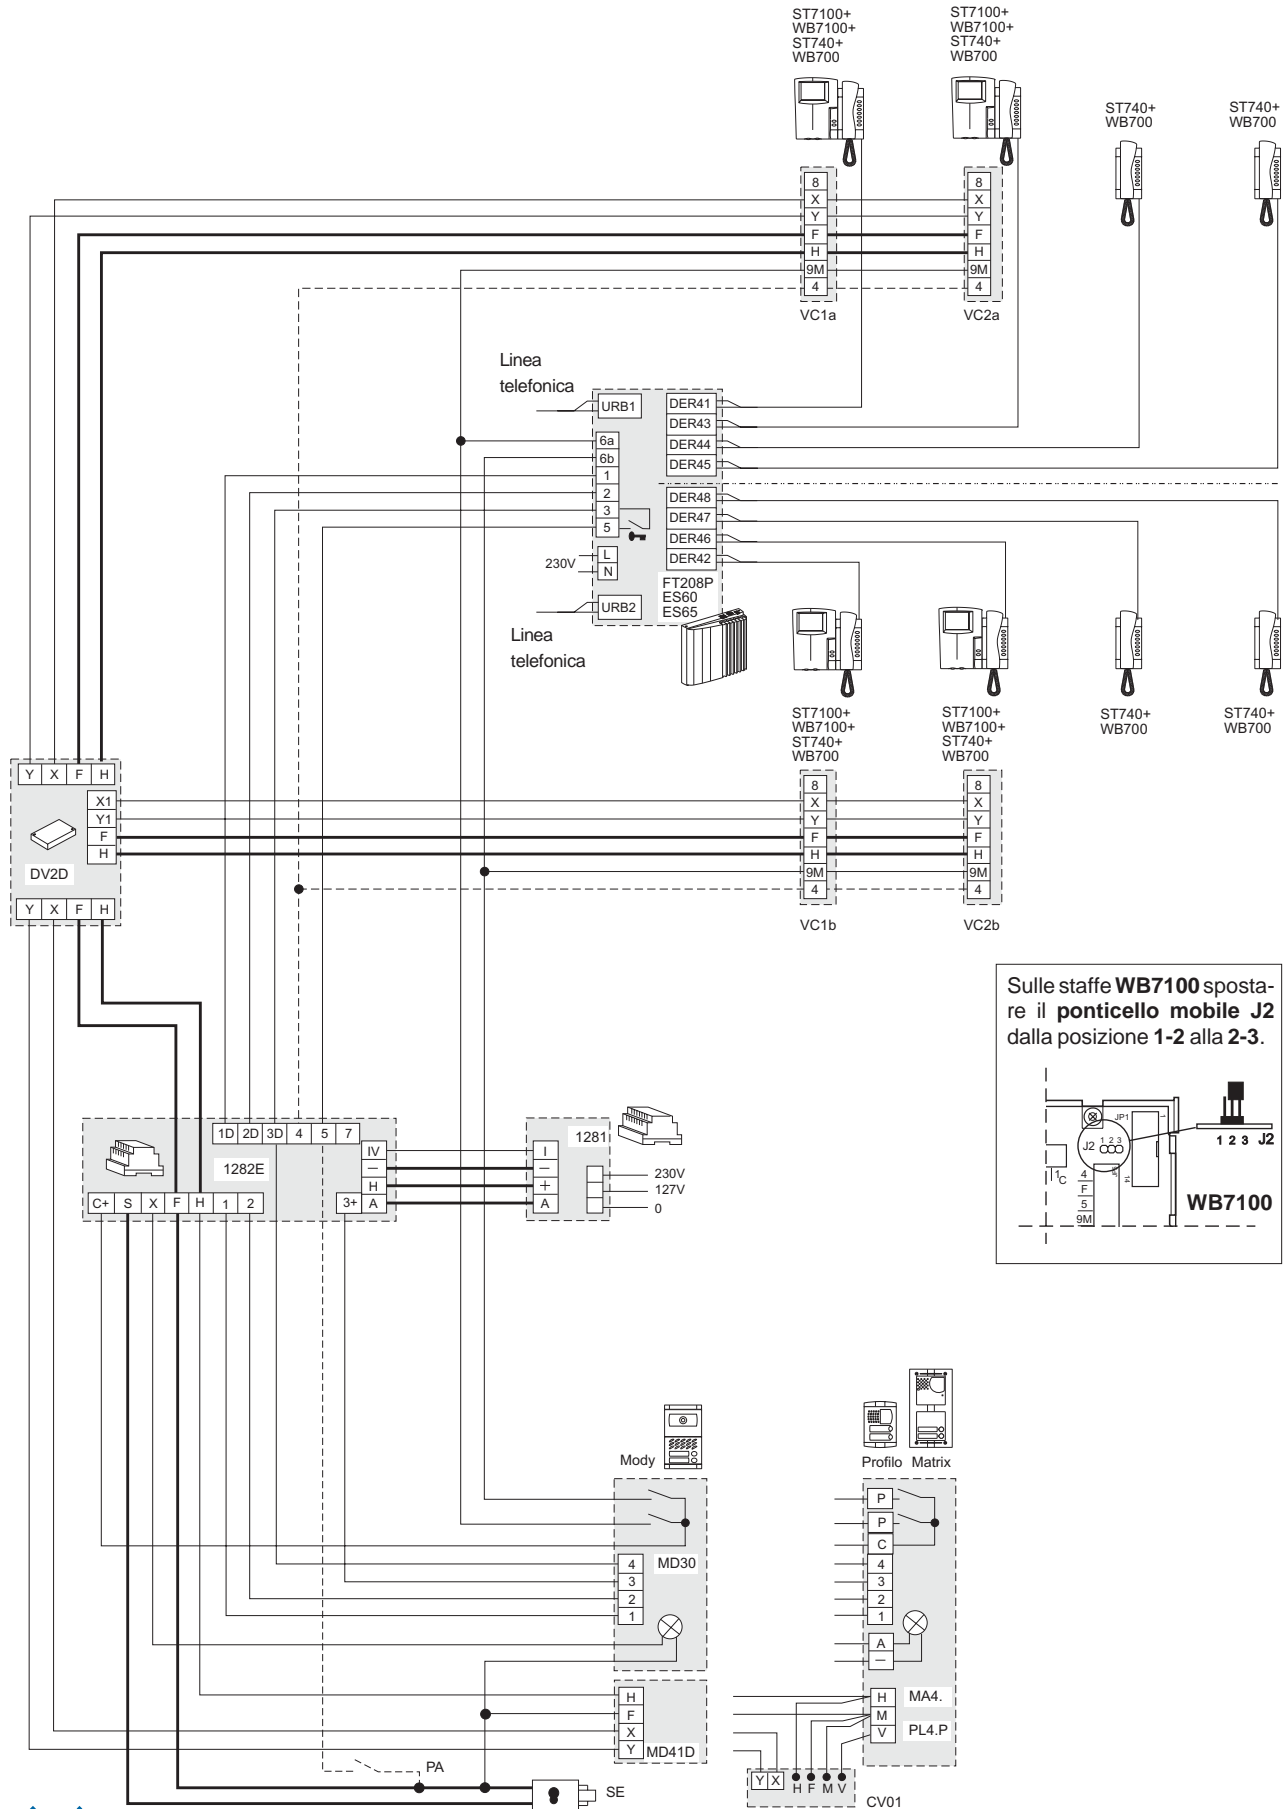 ST7100+
WB7100+
ST740+
WB700
ST7100+
WB7100+
ST740+
WB700
ST740+
WB700
ST740+
WB700
8
X
Y
F
H
9M
4
VC1a
8
X
Y
F
H
9M
4
VC2a
Linea
telefonica
URB1
6a
6b
1
2
3
5
230V
L
N
URB2
Linea
telefonica
DER41
DER43
DER44
DER45
DER48
DER47
DER46
DER42
FT208P
ES60
ES65
ST7100+
WB7100+
ST740+
WB700
ST7100+
WB7100+
ST740+
WB700
ST740+
WB700
ST740+
WB700
Y X F H
X1
Y1
F
H
DV2D
Y X F H
8
X
Y
F
H
9M
4
VC1b
8
X
Y
F
H
9M
4
VC2b
Sulle staffe WB7100 sposta-
re il ponticello mobile J2
dalla posizione 1-2 alla 2-3.
JP1
1
J2
1 2 3
14
1
C
4
F
5
9M
1 2 3 J2
WB7100
1D 2D 3D 4 5 7
1282E
IV
—
H
A
3+
C+ S X F H 1 2
1281
I
—
+
A
230V
127V
0
Mody
MD30
4
3
2
1
H
F
X
Y
MD41D
PA
SE
Profilo Matrix
P
P
C
4
3
2
1
A
—
H
M
V
MA4.
PL4.P
Y X H F M V
CV01